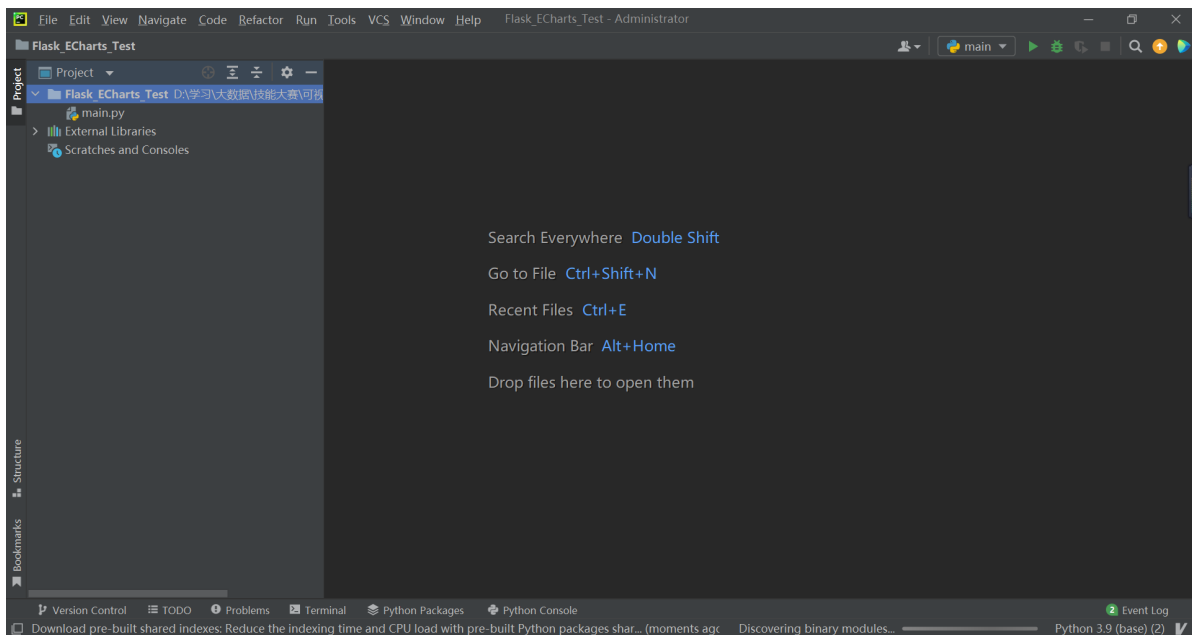 File Edit View Navigate Code Refactor Run Tools VCS Window Help Flask_ECharts_Test - Administrator
Flask_ECharts_Test
main
Project
Project
Flask_ECharts_Test D:\学习\大数据\技能大赛\可视
main.py
External Libraries
Scratches and Consoles
Search Everywhere Double Shift
Go to File Ctrl+Shift+N
Recent Files Ctrl+E
Navigation Bar Alt+Home
Drop files here to open them
Structure
Bookmarks
Version Control TODO Problems Terminal Python Packages Python Console 2 Event Log
Download pre-built shared indexes: Reduce the indexing time and CPU load with pre-built Python packages shar... (moments agc Discovering binary modules... Python 3.9 (base) (2)